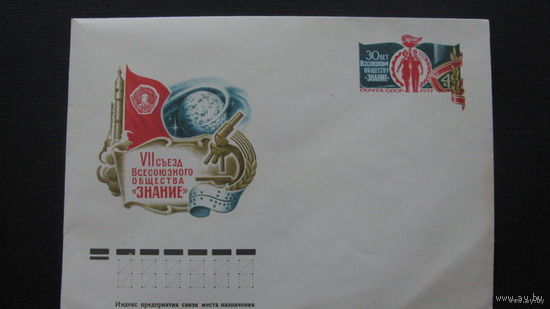 30 ЛЕТ
ВСЕСОЮЗНОМУ
ОБЩЕСТВУ
"ЗНАНИЕ"
ПОЧТА СССР 1977
VII СЪЕЗД
ВСЕСОЮЗНОГО
ОБЩЕСТВА
«ЗНАНИЕ»
Индекс предприятия связи места назначения
www.ay.by